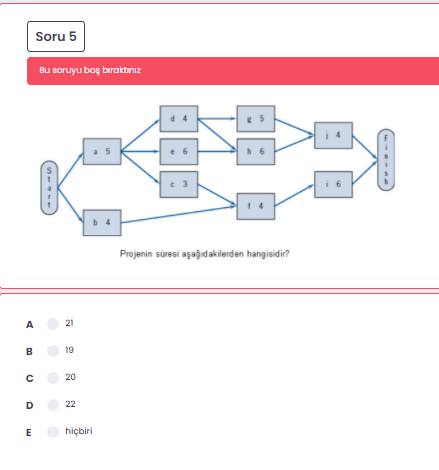 Soru 5
Bu soruyu boş bıraktınız
d 4
g 5
j 4
Finish
a 5
e 6
h 6
Start
c 3
i 6
f 4
b 4
Projenin süresi aşağıdakilerden hangisidir?
A 21
B 19
C 20
D 22
E hiçbiri